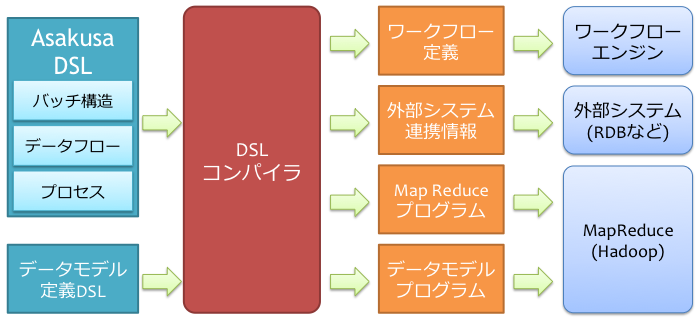 Asakusa
DSL
バッチ構造
データフロー
プロセス
データモデル
定義DSL
DSL
コンパイラ
ワークフロー
定義
外部システム
連携情報
Map Reduce
プログラム
データモデル
プログラム
ワークフロー
エンジン
外部システム
(RDBなど)
MapReduce
(Hadoop)